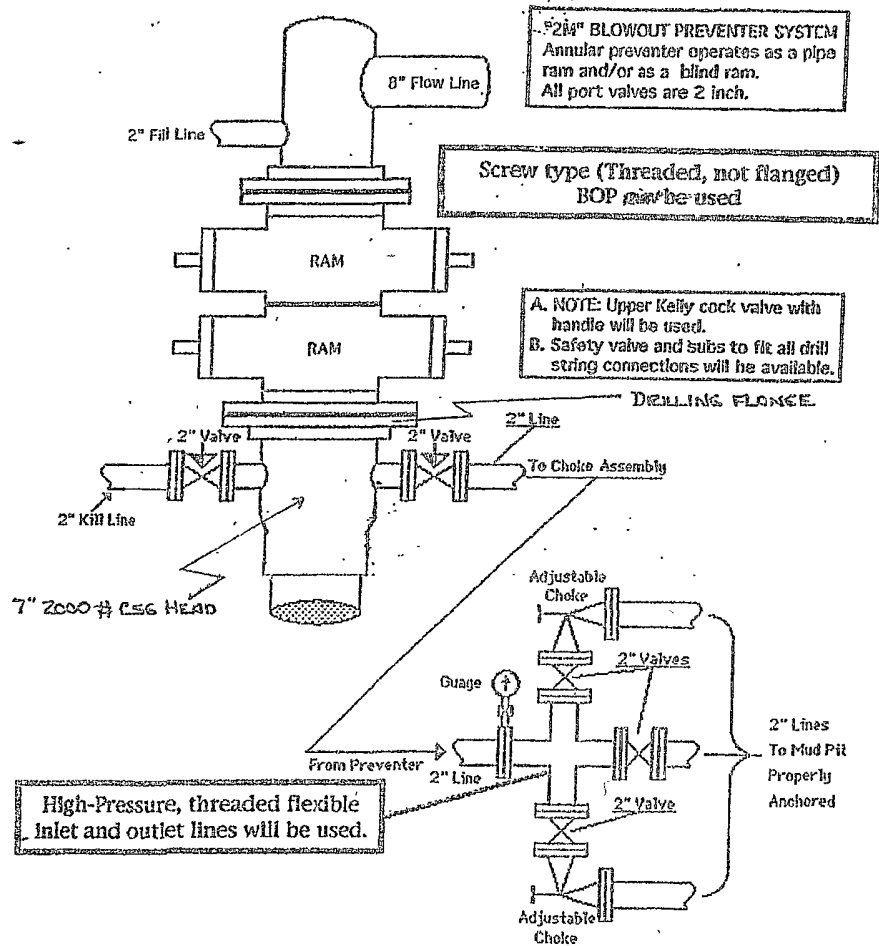 "2M" BLOWOUT PREVENTER SYSTEM
Annular preventer operates as a pipe
ram and/or as a blind ram.
All port valves are 2 inch.
8" Flow Line
2" Fill Line
Screw type (Threaded, not flanged)
BOP may be used
RAM
A. NOTE: Upper Kelly cock valve with
handle will be used.
B. Safety valve and subs to fit all drill
string connections will be available.
RAM
DRILLING FLANGE
2" Valve
2" Valve
2" Line
To Choke Assembly
2" Kill Line
7" 2000 # CSG HEAD
Adjustable
Choke
2" Valves
Guage
2" Lines
To Mud Pit
Properly
Anchored
From Preventer
2" Line
High-Pressure, threaded flexible
inlet and outlet lines will be used.
2" Valve
Adjustable
Choke